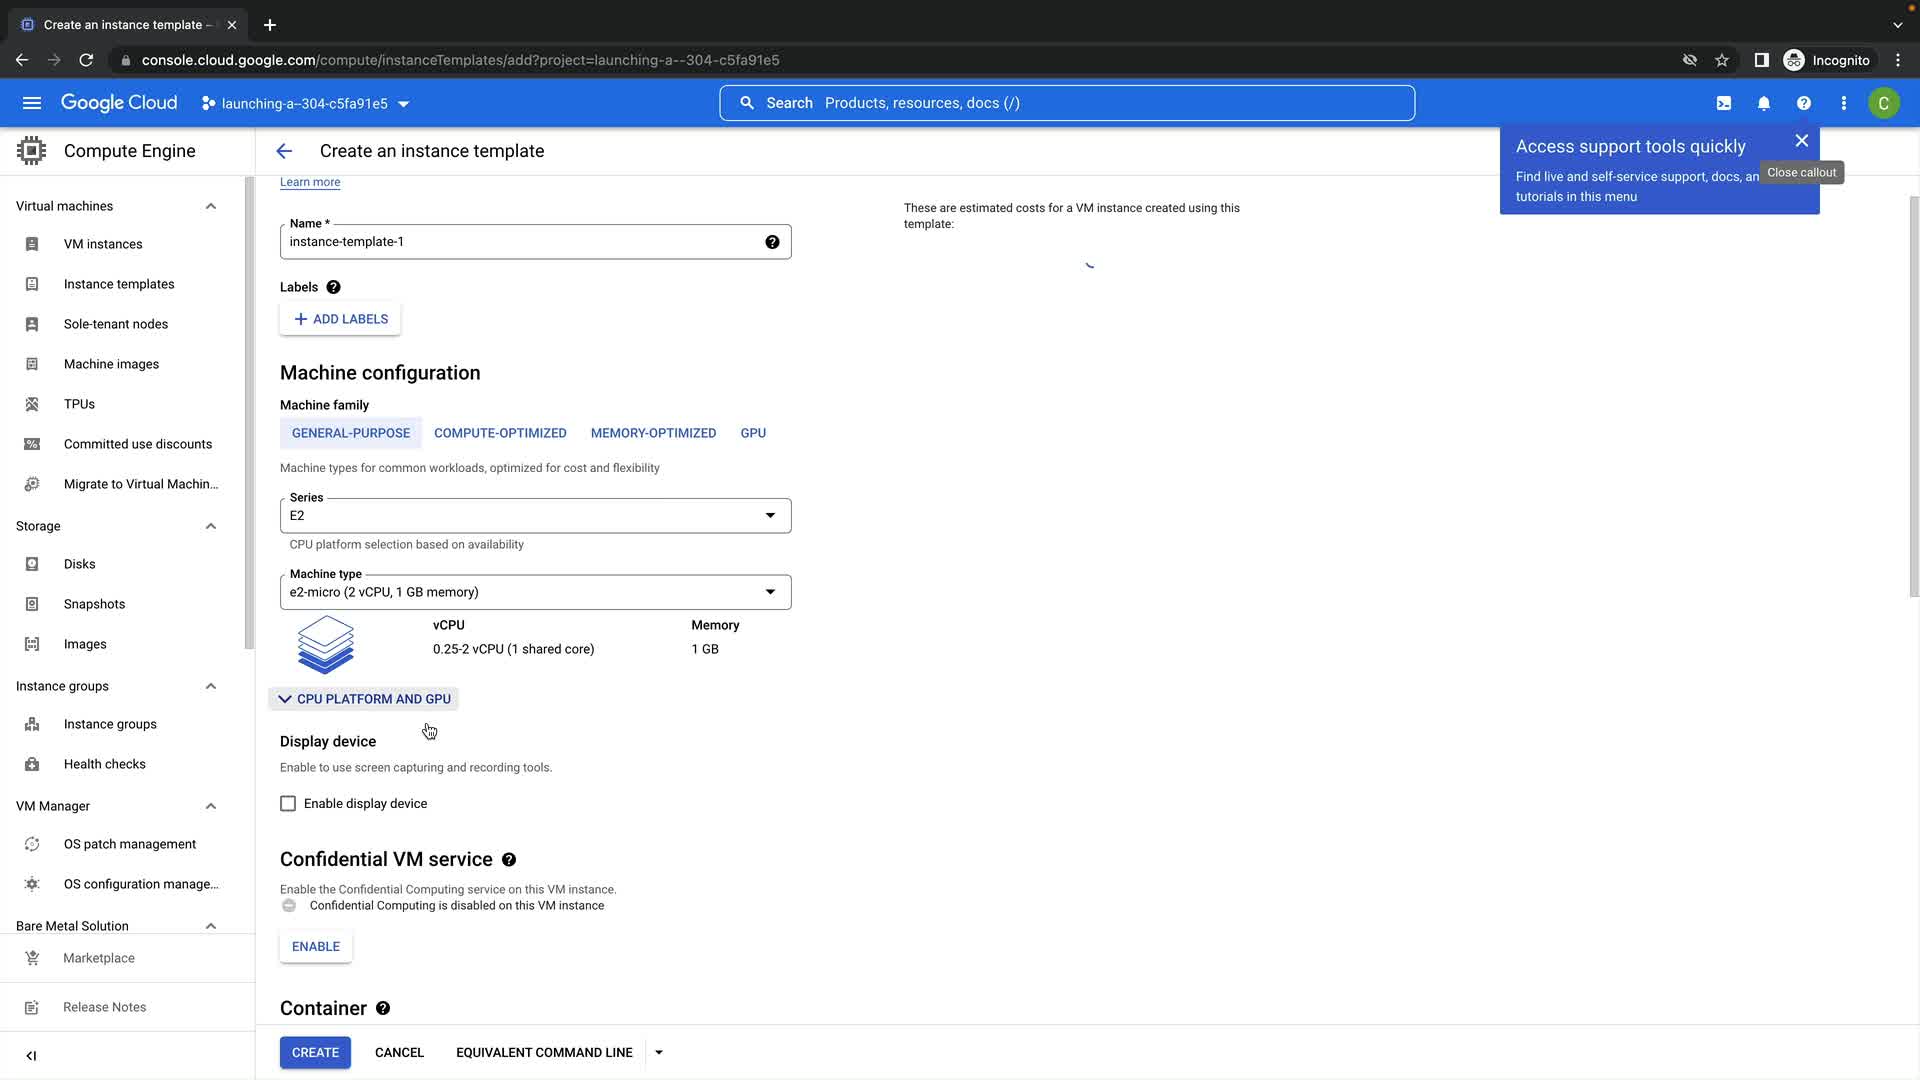 Create an instance template –
console.cloud.google.com/compute/instanceTemplates/add?project=launching-a--304-c5fa91e5
Incognito
Google Cloud
launching-a--304-c5fa91e5
Search Products, resources, docs (/)
C
Compute Engine
Create an instance template
Access support tools quickly
Find live and self-service support, docs, an
tutorials in this menu
Close callout
Virtual machines
VM instances
Instance templates
Sole-tenant nodes
Machine images
TPUs
Committed use discounts
Migrate to Virtual Machin...
Storage
Disks
Snapshots
Images
Instance groups
Instance groups
Health checks
VM Manager
OS patch management
OS configuration manage...
Bare Metal Solution
Marketplace
Release Notes
Learn more
Name *
instance-template-1
Labels
ADD LABELS
Machine configuration
Machine family
GENERAL-PURPOSE COMPUTE-OPTIMIZED MEMORY-OPTIMIZED GPU
Machine types for common workloads, optimized for cost and flexibility
Series
E2
CPU platform selection based on availability
Machine type
e2-micro (2 vCPU, 1 GB memory)
vCPU Memory
0.25-2 vCPU (1 shared core) 1 GB
CPU PLATFORM AND GPU
Display device
Enable to use screen capturing and recording tools.
Enable display device
Confidential VM service
Enable the Confidential Computing service on this VM instance.
Confidential Computing is disabled on this VM instance
ENABLE
Container
CREATE CANCEL EQUIVALENT COMMAND LINE
These are estimated costs for a VM instance created using this
template: